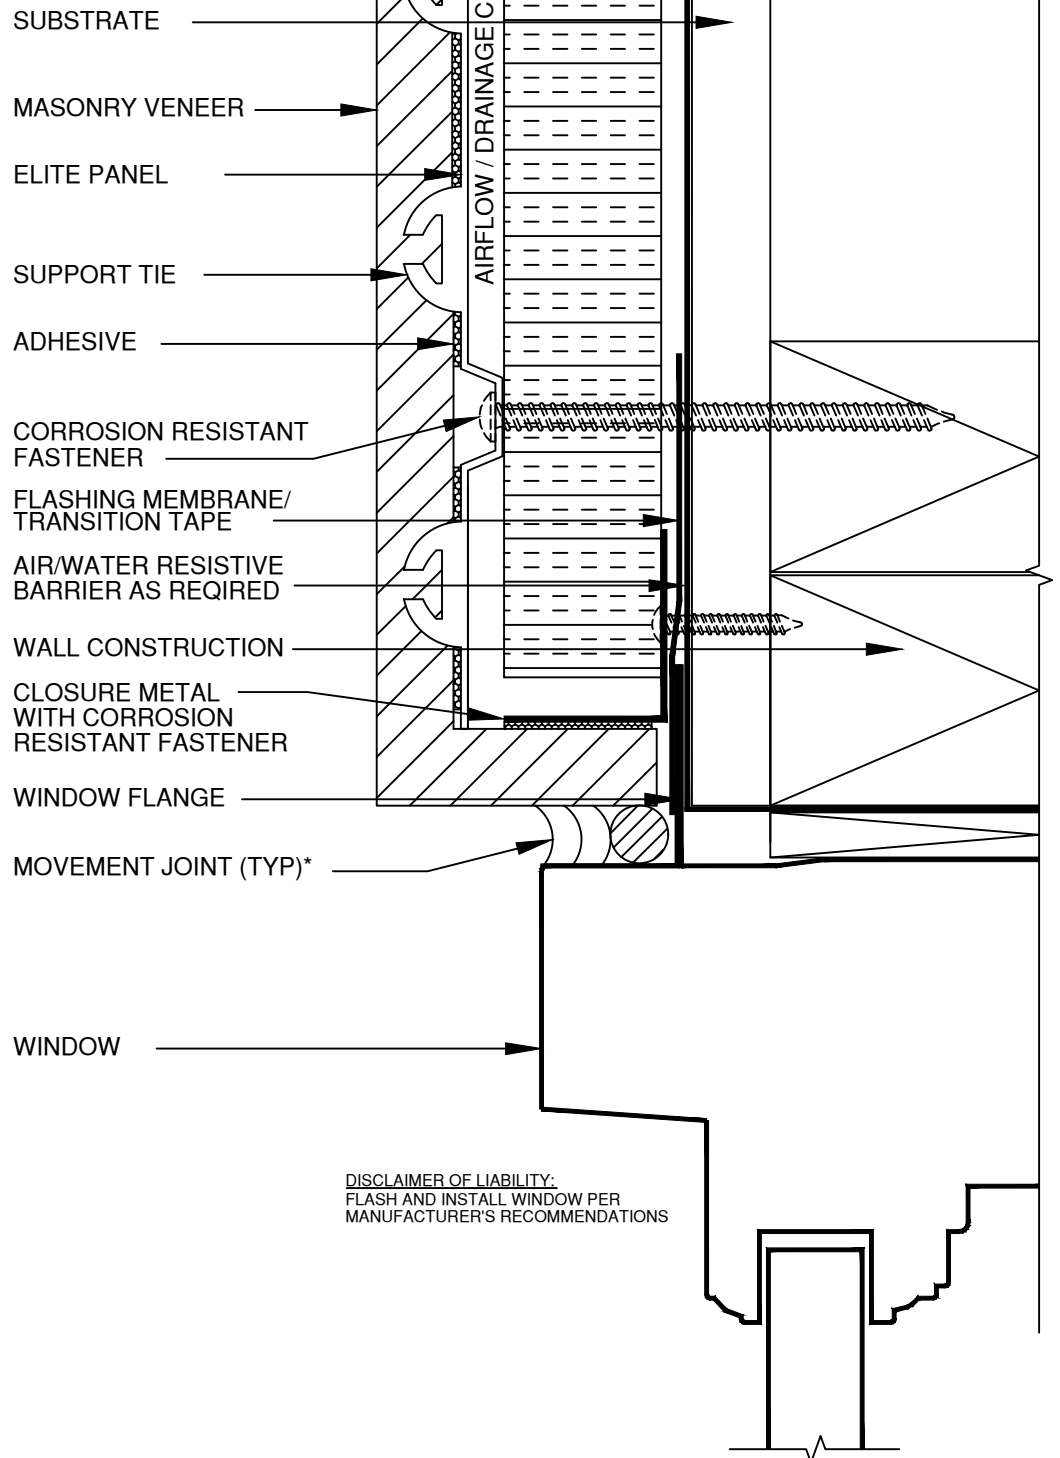 SUBSTRATE
MASONRY VENEER
ELITE PANEL
SUPPORT TIE
ADHESIVE
CORROSION RESISTANT
FASTENER
FLASHING MEMBRANE/
TRANSITION TAPE
AIR/WATER RESISTIVE
BARRIER AS REQIRED
WALL CONSTRUCTION
CLOSURE METAL
WITH CORROSION
RESISTANT FASTENER
WINDOW FLANGE
MOVEMENT JOINT (TYP)*
WINDOW
AIRFLOW / DRAINAGE C
DISCLAIMER OF LIABILITY:
FLASH AND INSTALL WINDOW PER
MANUFACTURER'S RECOMMENDATIONS